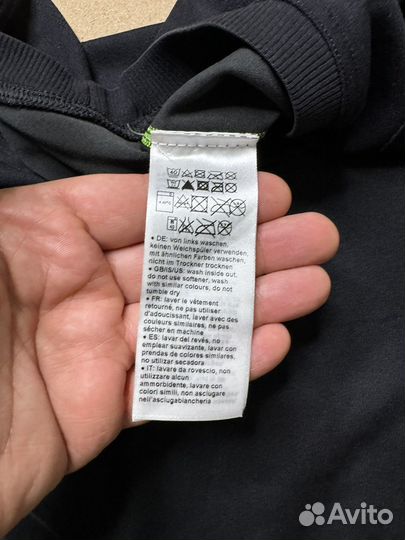 • DE: von links waschen,
keinen Weichspüler verwenden,
mit ähnlichen Farben waschen,
nicht im Trockner trocknen
• GB/IS/US: wash inside out,
do not use softener, wash
with similar colours, do not
tumble dry
• FR: laver le vêtement
retourné, ne pas utiliser
d'adoucissant, laver avec
couleurs similaires, ne pas
sécher en machine
• ES: lavar del revés, no
emplear suavizante, lavar con
prendas de colores similares,
no utilizar secadora
• IT: lavare da rovescio, non
utilizzare alcun
ammorbidente, lavare con
colori simili, non asciugare
nell'asciugabiancheria
Avito